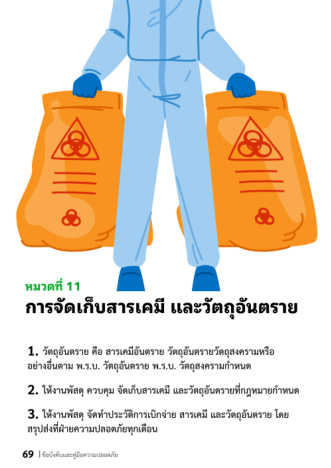 หมวดที่ 11
การจัดเก็บสารเคมี และวัตถุอันตราย
1. วัตถุอันตราย คือ สารเคมีอันตราย วัตถุอันตรายวัตถุสงครามหรือ
อย่างอื่นตาม พ.ร.บ. วัตถุอันตราย พ.ร.บ. วัตถุสงครามกำหนด
2. ให้งานพัสดุ ควบคุม จัดเก็บสารเคมี และวัตถุอันตรายที่กฎหมายกำหนด
3. ให้งานพัสดุ จัดทำประวัติการเบิกจ่าย สารเคมี และวัตถุอันตราย โดย
สรุปส่งที่ฝ่ายความปลอดภัยทุกเดือน
69 | ข้อบังคับและคู่มือความปลอดภัย